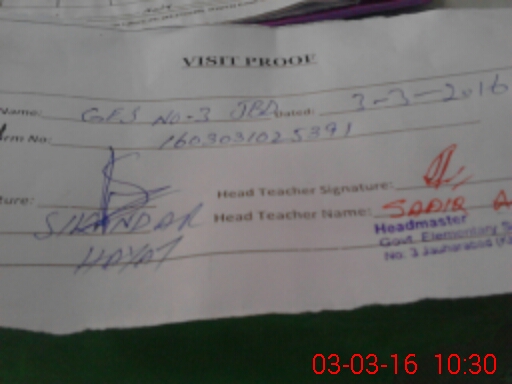 VISIT PROOF
Name: GES No-3 JBD Dated: 3-3-2016
rm No: 1603031025391
ture: Head Teacher Signature:
SIKANDAR HAYAT
Head Teacher Name: SABIR A
Headmaster
Govt. Elementary S
No. 3 Jauharabad (K
03-03-16 10:30